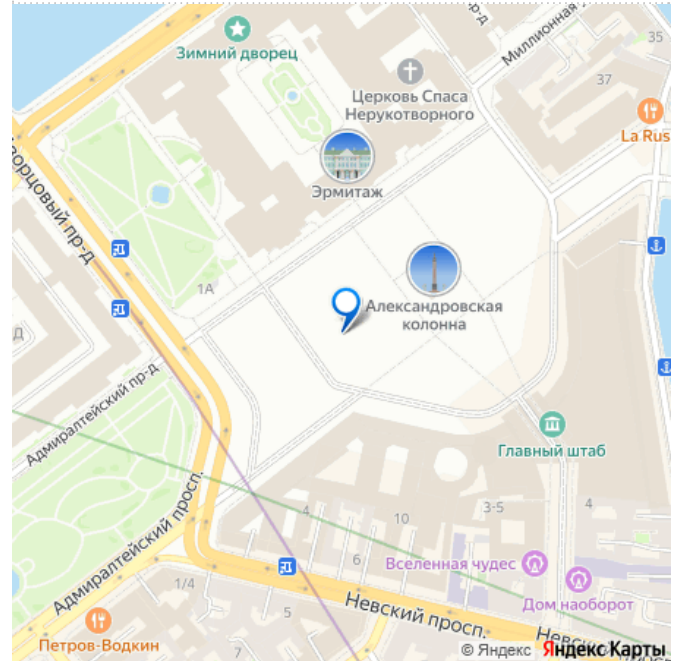 Зимний дворец
Миллионная
35
пр-д
37
Церковь Спаса
Нерукотворного
La Rus
Эрмитаж
Дворцовый пр-д
1А
Александровская
колонна
Д
Адмиралтейский пр-д
Главный штаб
Адмиралтейский просп.
4
10
3-5
4
6
Вселенная чудес
Дом наоборот
1/4
5
7
Невский просп.
Невск
Петров-Водкин
© Яндекс Яндекс Карты